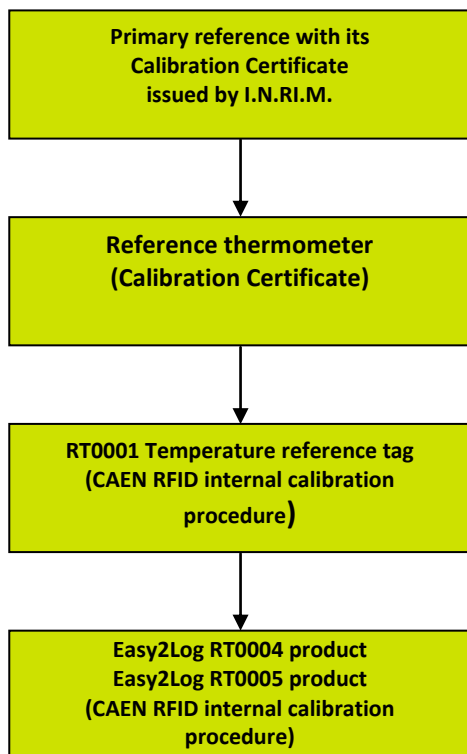 Primary reference with its
Calibration Certificate
issued by I.N.RI.M.
Reference thermometer
(Calibration Certificate)
RT0001 Temperature reference tag
(CAEN RFID internal calibration
procedure)
Easy2Log RT0004 product
Easy2Log RT0005 product
(CAEN RFID internal calibration
procedure)